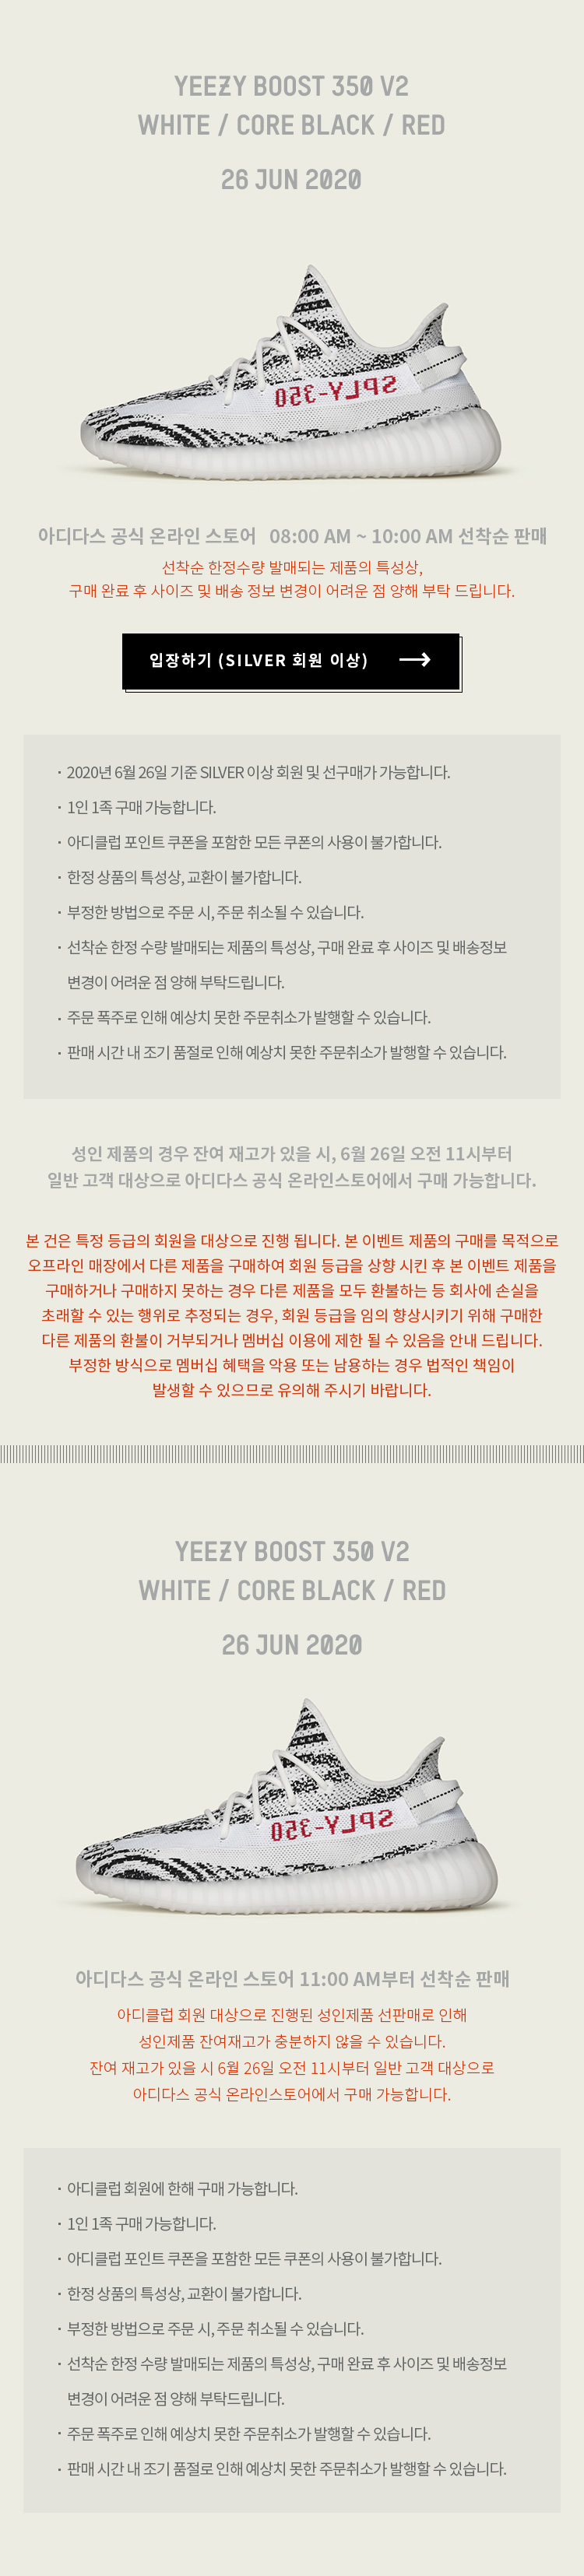 YEEZY BOOST 350 V2
WHITE / CORE BLACK / RED
26 JUN 2020
SPLY-350
아디다스 공식 온라인 스토어 08:00 AM ~ 10:00 AM 선착순 판매
선착순 한정수량 발매되는 제품의 특성상,
구매 완료 후 사이즈 및 배송 정보 변경이 어려운 점 양해 부탁 드립니다.
입장하기 (SILVER 회원 이상)
· 2020년 6월 26일 기준 SILVER 이상 회원 및 선구매가 가능합니다.
· 1인 1족 구매 가능합니다.
· 아디클럽 포인트 쿠폰을 포함한 모든 쿠폰의 사용이 불가합니다.
· 한정 상품의 특성상, 교환이 불가합니다.
· 부정한 방법으로 주문 시, 주문 취소될 수 있습니다.
· 선착순 한정 수량 발매되는 제품의 특성상, 구매 완료 후 사이즈 및 배송정보
변경이 어려운 점 양해 부탁드립니다.
· 주문 폭주로 인해 예상치 못한 주문취소가 발행할 수 있습니다.
· 판매 시간 내 조기 품절로 인해 예상치 못한 주문취소가 발행할 수 있습니다.
성인 제품의 경우 잔여 재고가 있을 시, 6월 26일 오전 11시부터
일반 고객 대상으로 아디다스 공식 온라인스토어에서 구매 가능합니다.
본 건은 특정 등급의 회원을 대상으로 진행 됩니다. 본 이벤트 제품의 구매를 목적으로
오프라인 매장에서 다른 제품을 구매하여 회원 등급을 상향 시킨 후 본 이벤트 제품을
구매하거나 구매하지 못하는 경우 다른 제품을 모두 환불하는 등 회사에 손실을
초래할 수 있는 행위로 추정되는 경우, 회원 등급을 임의 향상시키기 위해 구매한
다른 제품의 환불이 거부되거나 멤버십 이용에 제한 될 수 있음을 안내 드립니다.
부정한 방식으로 멤버십 혜택을 악용 또는 남용하는 경우 법적인 책임이
발생할 수 있으므로 유의해 주시기 바랍니다.
YEEZY BOOST 350 V2
WHITE / CORE BLACK / RED
26 JUN 2020
SPLY-350
아디다스 공식 온라인 스토어 11:00 AM부터 선착순 판매
아디클럽 회원 대상으로 진행된 성인제품 선판매로 인해
성인제품 잔여재고가 충분하지 않을 수 있습니다.
잔여 재고가 있을 시 6월 26일 오전 11시부터 일반 고객 대상으로
아디다스 공식 온라인스토어에서 구매 가능합니다.
· 아디클럽 회원에 한해 구매 가능합니다.
· 1인 1족 구매 가능합니다.
· 아디클럽 포인트 쿠폰을 포함한 모든 쿠폰의 사용이 불가합니다.
· 한정 상품의 특성상, 교환이 불가합니다.
· 부정한 방법으로 주문 시, 주문 취소될 수 있습니다.
· 선착순 한정 수량 발매되는 제품의 특성상, 구매 완료 후 사이즈 및 배송정보
변경이 어려운 점 양해 부탁드립니다.
· 주문 폭주로 인해 예상치 못한 주문취소가 발행할 수 있습니다.
· 판매 시간 내 조기 품절로 인해 예상치 못한 주문취소가 발행할 수 있습니다.